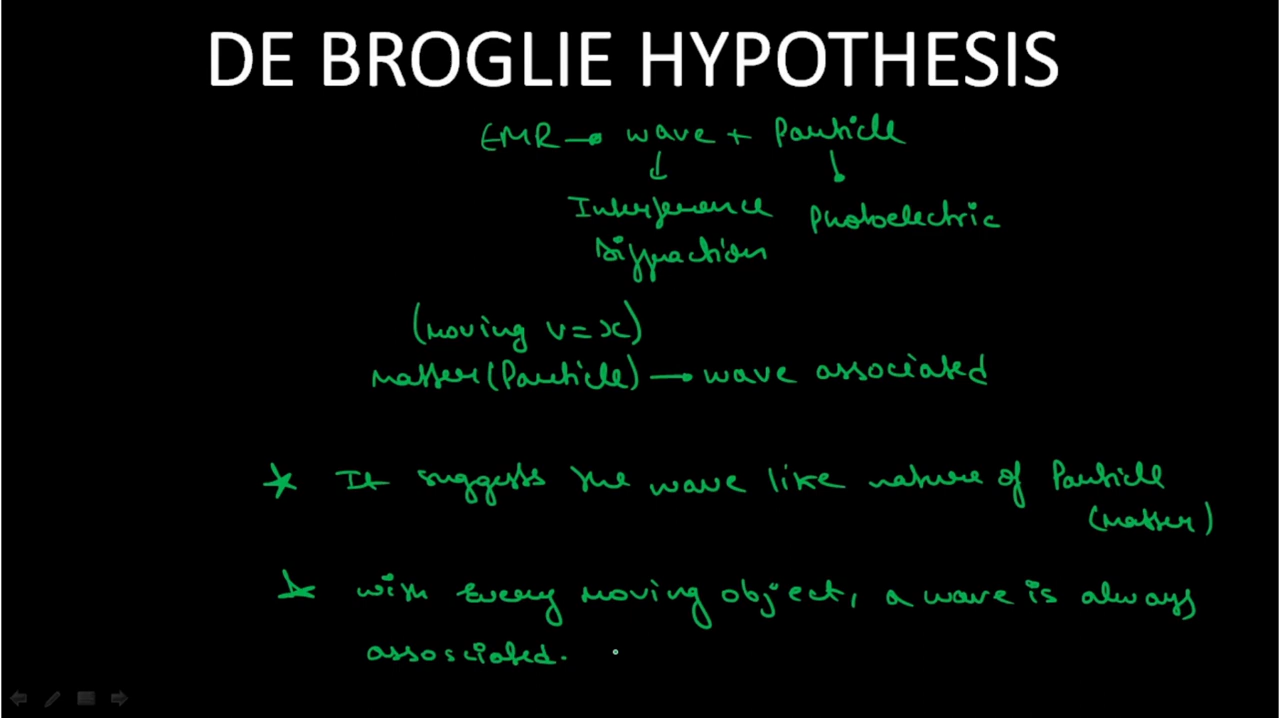 DE BROGLIE HYPOTHESIS
EMR → wave + Particle
Interference Photoelectric
Diffraction
(moving v = x)
matter (Particle) → wave associated
* It suggests the wave like nature of Particle
(matter)
* with Every moving object, a wave is always
associated.